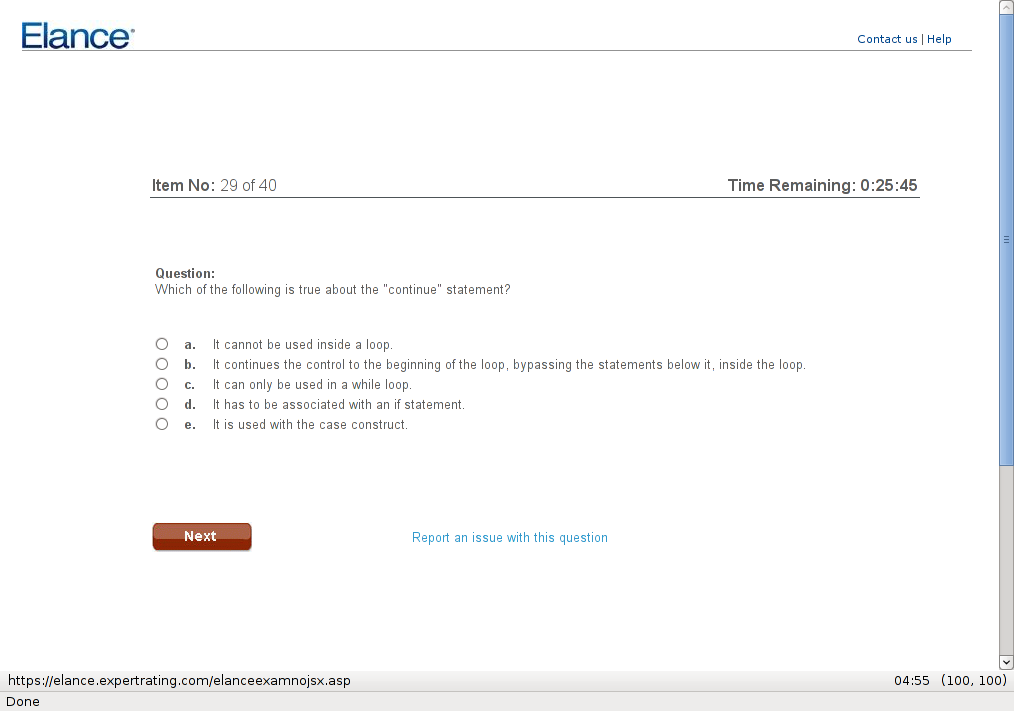 Elance
Contact us | Help
Item No: 29 of 40
Time Remaining: 0:25:45
Question:
Which of the following is true about the "continue" statement?
a. It cannot be used inside a loop.
b. It continues the control to the beginning of the loop, bypassing the statements below it, inside the loop.
c. It can only be used in a while loop.
d. It has to be associated with an if statement.
e. It is used with the case construct.
Next
Report an issue with this question
https://elance.expertrating.com/elanceexamnojsx.asp
04:55 (100, 100)
Done